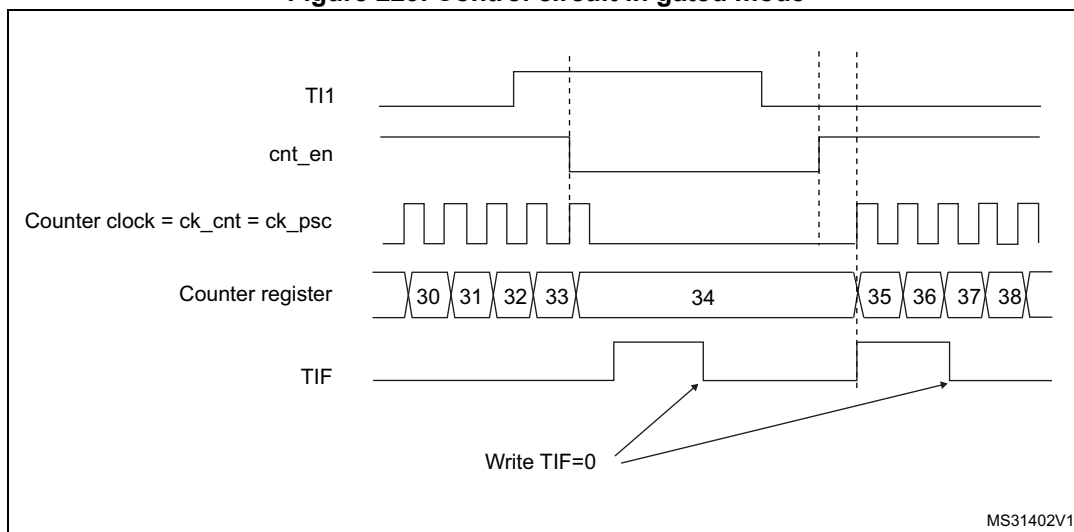 TI1
cnt_en
Counter clock = ck_cnt = ck_psc
Counter register
30 31 32 33 34 35 36 37 38
TIF
Write TIF=0
MS31402V1